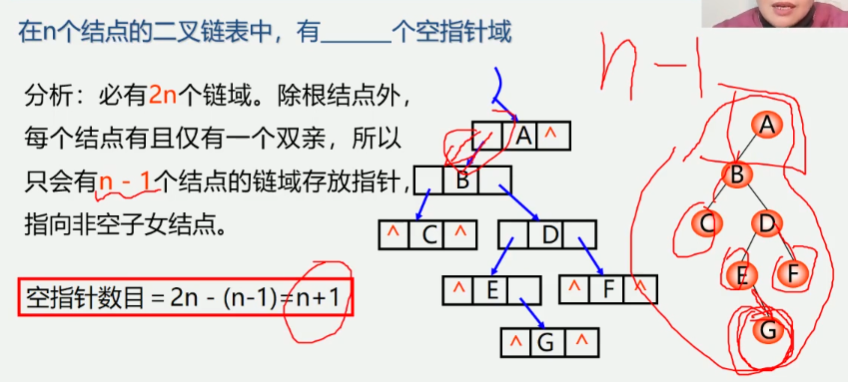 在n个结点的二叉链表中，有______个空指针域
n-1
分析：必有2n个链域。除根结点外，
每个结点有且仅有一个双亲，所以
只会有n - 1个结点的链域存放指针，
指向非空子女结点。
空指针数目＝2n - (n-1)=n+1
A ^
B
^ C ^
D
^ E
^ F ^
^ G ^
A
B
C
D
E
F
G